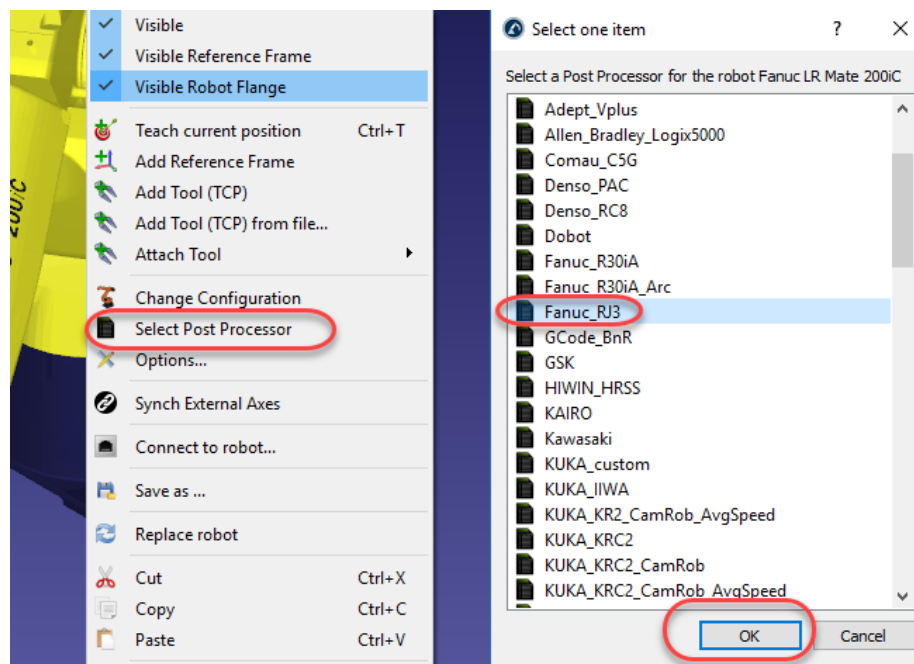 Visible
Visible Reference Frame
Visible Robot Flange
Teach current position Ctrl+T
Add Reference Frame
Add Tool (TCP)
Add Tool (TCP) from file...
Attach Tool
Change Configuration
Select Post Processor
Options...
Synch External Axes
Connect to robot...
Save as ...
Replace robot
Cut Ctrl+X
Copy Ctrl+C
Paste Ctrl+V
200iC
Select one item ?
Select a Post Processor for the robot Fanuc LR Mate 200iC
Adept_Vplus
Allen_Bradley_Logix5000
Comau_C5G
Denso_PAC
Denso_RC8
Dobot
Fanuc_R30iA
Fanuc_R30iA_Arc
Fanuc_RJ3
GCode_BnR
GSK
HIWIN_HRSS
KAIRO
Kawasaki
KUKA_custom
KUKA_IIWA
KUKA_KR2_CamRob_AvgSpeed
KUKA_KRC2
KUKA_KRC2_CamRob
KUKA_KRC2_CamRob_AvgSpeed
OK Cancel